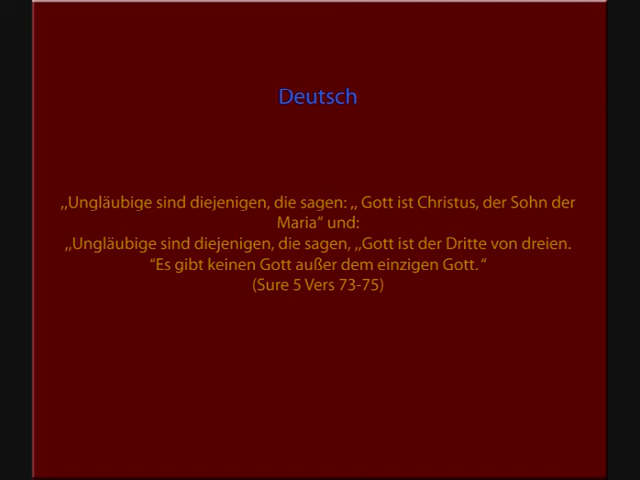 Deutsch
,,Ungläubige sind diejenigen, die sagen: ,, Gott ist Christus, der Sohn der
Maria“ und:
,,Ungläubige sind diejenigen, die sagen, ,,Gott ist der Dritte von dreien.
“Es gibt keinen Gott außer dem einzigen Gott. “
(Sure 5 Vers 73-75)